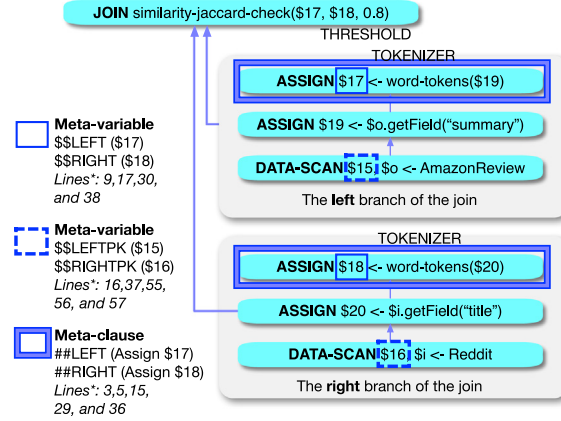 JOIN similarity-jaccard-check($17, $18, 0.8)
THRESHOLD
TOKENIZER
ASSIGN $17 <- word-tokens($19)
ASSIGN $19 <- $o.getField(“summary”)
DATA-SCAN $15, $o <- AmazonReview
The left branch of the join
TOKENIZER
ASSIGN $18 <- word-tokens($20)
ASSIGN $20 <- $i.getField(“title”)
DATA-SCAN $16, $i <- Reddit
The right branch of the join
Meta-variable
$$LEFT ($17)
$$RIGHT ($18)
Lines*: 9,17,30,
and 38
Meta-variable
$$LEFTPK ($15)
$$RIGHTPK ($16)
Lines*: 16,37,55,
56, and 57
Meta-clause
##LEFT (Assign $17)
##RIGHT (Assign $18)
Lines*: 3,5,15,
29, and 36